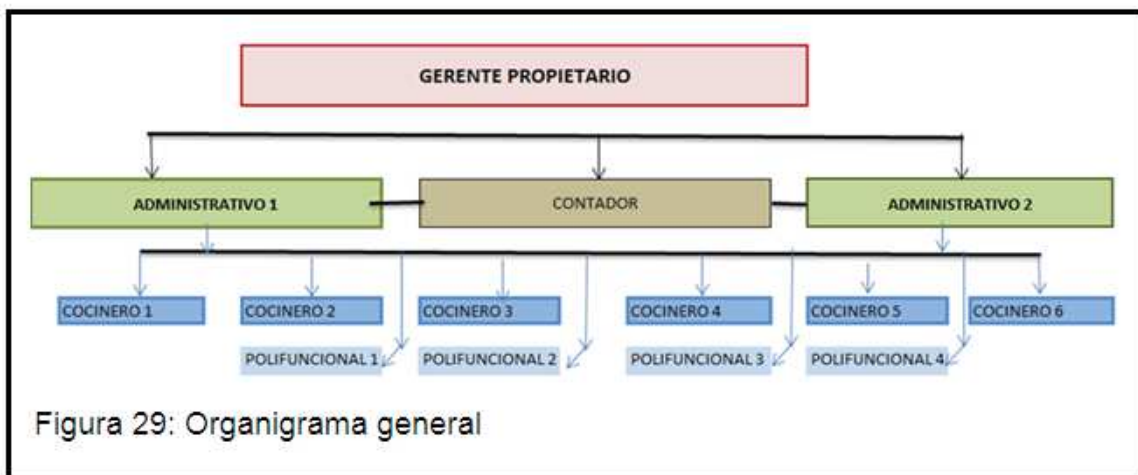 GERENTE PROPIETARIO
ADMINISTRATIVO 1
CONTADOR
ADMINISTRATIVO 2
COCINERO 1
COCINERO 2
COCINERO 3
COCINERO 4
COCINERO 5
COCINERO 6
POLIFUNCIONAL 1
POLIFUNCIONAL 2
POLIFUNCIONAL 3
POLIFUNCIONAL 4
Figura 29: Organigrama general